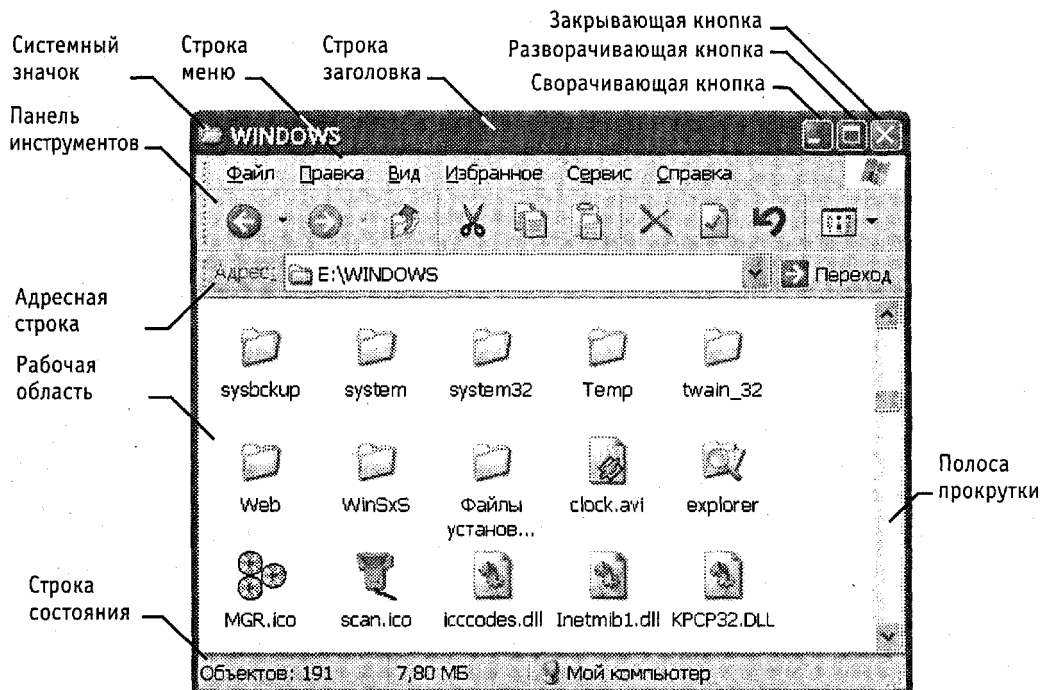 Закрывающая кнопка
Разворачивающая кнопка
Сворачивающая кнопка
Системный
значок
Строка
меню
Строка
заголовка
Панель
инструментов
WINDOWS
Файл Правка Вид Избранное Сервис Справка
Адрес: E:\WINDOWS Переход
Адресная
строка
Рабочая
область
sysbckup system system32 Temp twain_32
Web WinSxS Файлы
установ... clock.avi explorer
Полоса
прокрутки
MGR.ico scan.ico icccodes.dll Inetmib1.dll KPCP32.DLL
Строка
состояния
Объектов: 191 7,80 МБ Мой компьютер